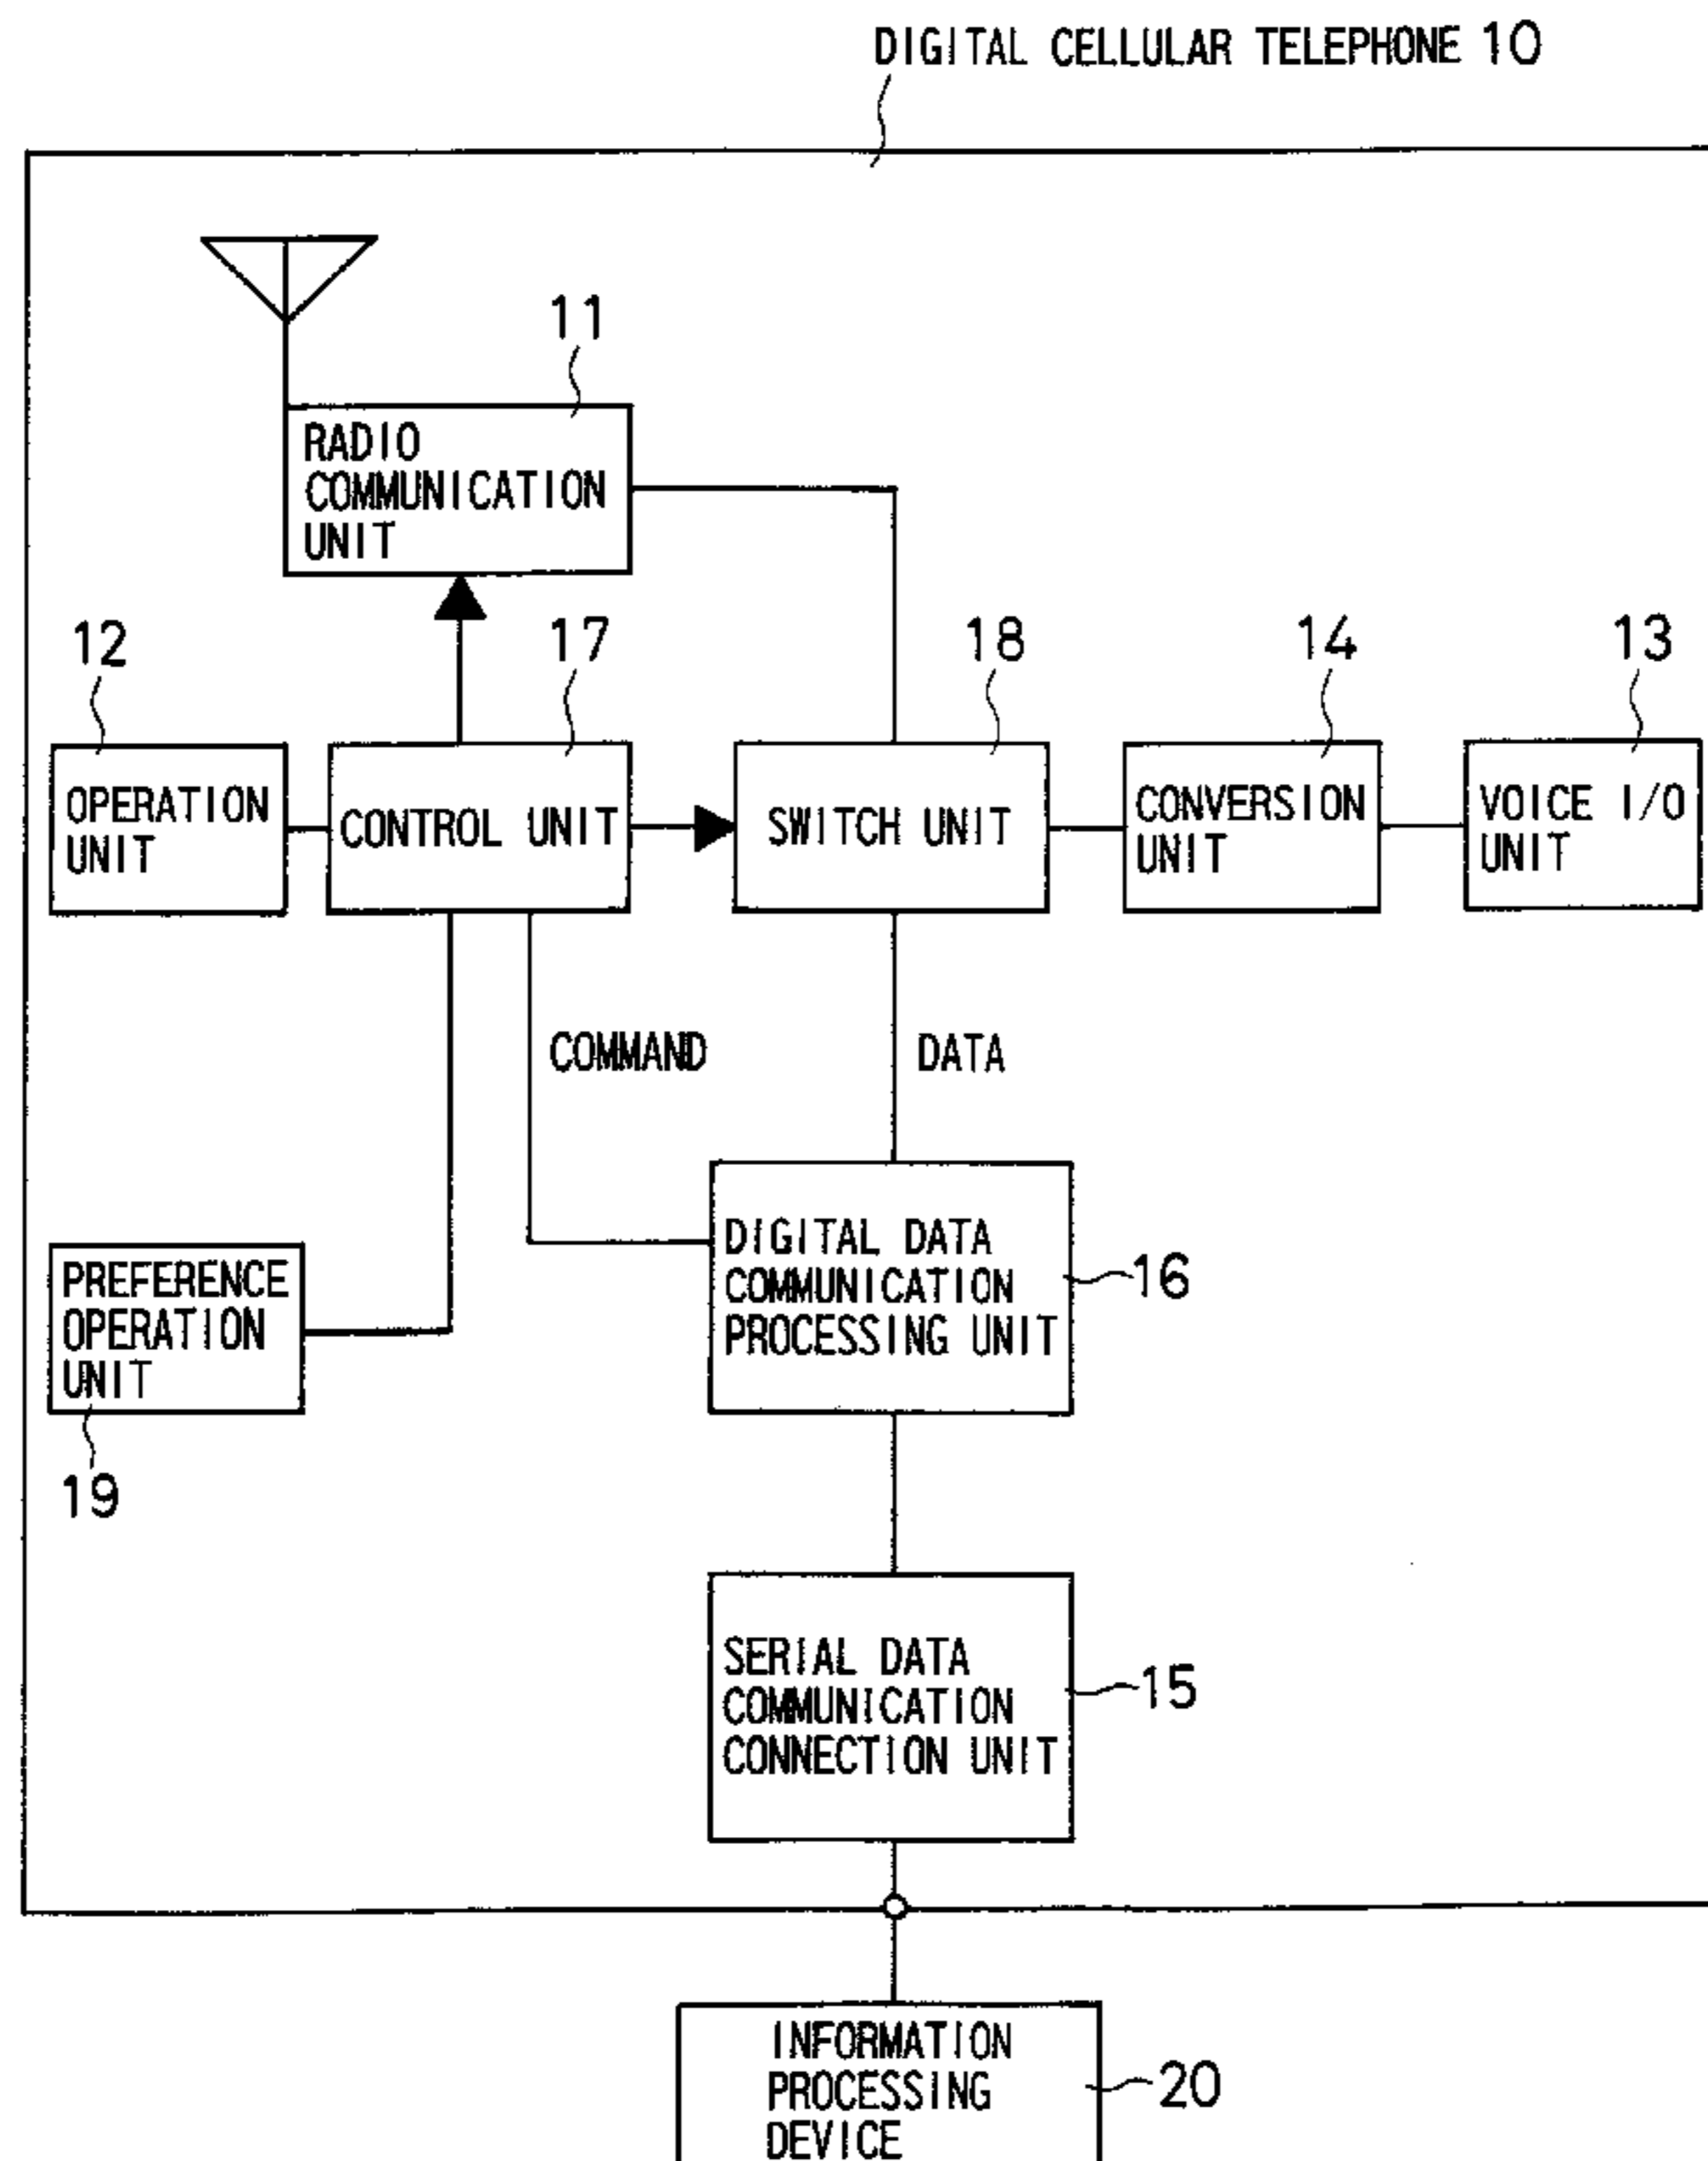 DIGITAL CELLULAR TELEPHONE 10
11
RADIO
COMMUNICATION
UNIT
12
17
18
14
13
OPERATION
UNIT
CONTROL UNIT
SWITCH UNIT
CONVERSION
UNIT
VOICE I/O
UNIT
COMMAND
DATA
DIGITAL DATA
COMMUNICATION
PROCESSING UNIT
16
PREFERENCE
OPERATION
UNIT
19
SERIAL DATA
COMMUNICATION
CONNECTION UNIT
15
INFORMATION
PROCESSING
DEVICE
20